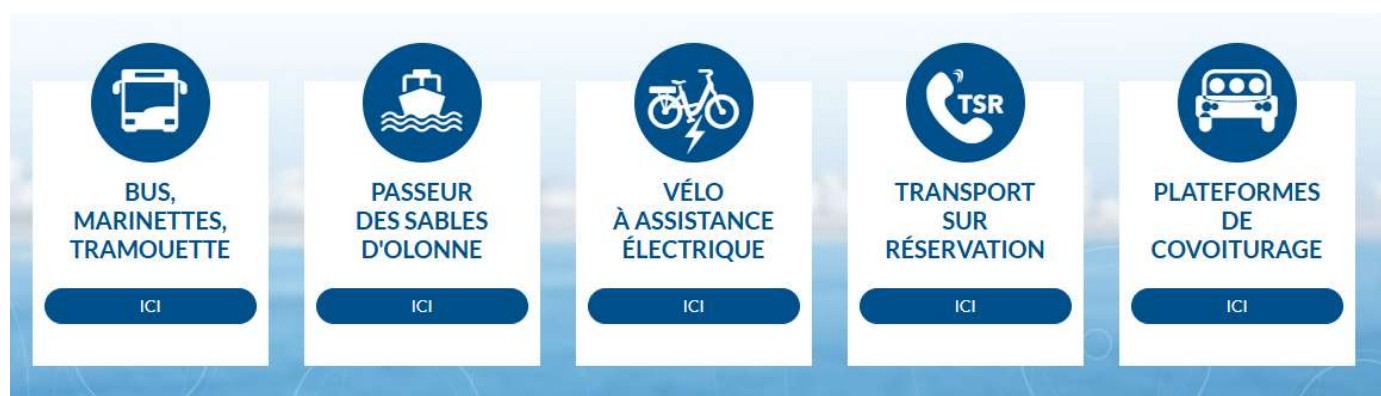 BUS,
MARINETTES,
TRAMOUETTE
ICI
PASSEUR
DES SABLES
D'OLONNE
ICI
VÉLO
À ASSISTANCE
ÉLECTRIQUE
ICI
TSR
TRANSPORT
SUR
RÉSERVATION
ICI
PLATEFORMES
DE
COVOITURAGE
ICI